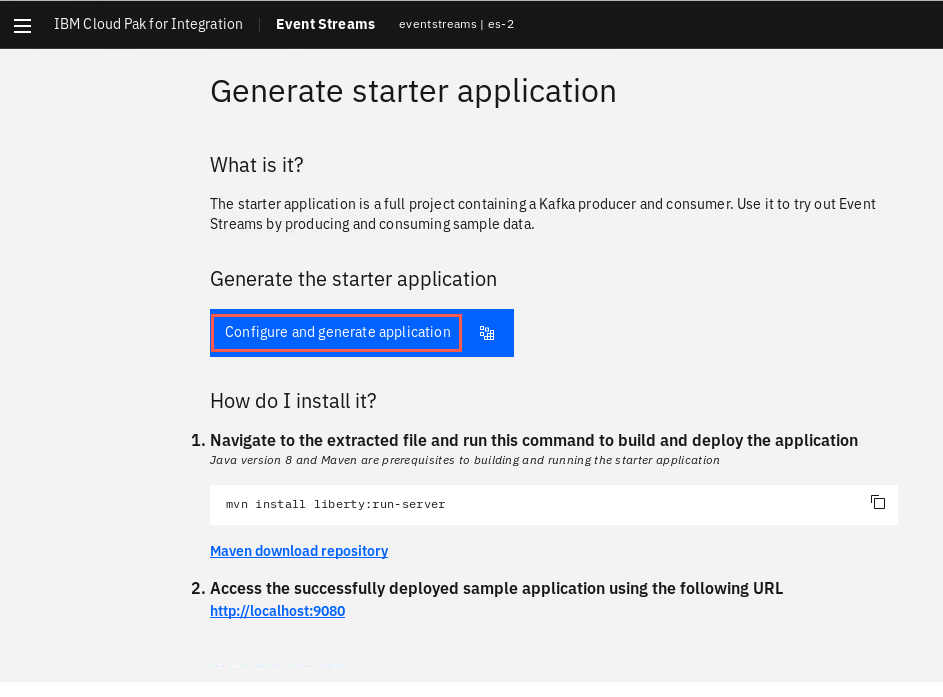 IBM Cloud Pak for Integration | Event Streams eventstreams | es-2
Generate starter application
What is it?
The starter application is a full project containing a Kafka producer and consumer. Use it to try out Event
Streams by producing and consuming sample data.
Generate the starter application
Configure and generate application
How do I install it?
1. Navigate to the extracted file and run this command to build and deploy the application
Java version 8 and Maven are prerequisites to building and running the starter application
mvn install liberty:run-server
Maven download repository
2. Access the successfully deployed sample application using the following URL
http://localhost:9080